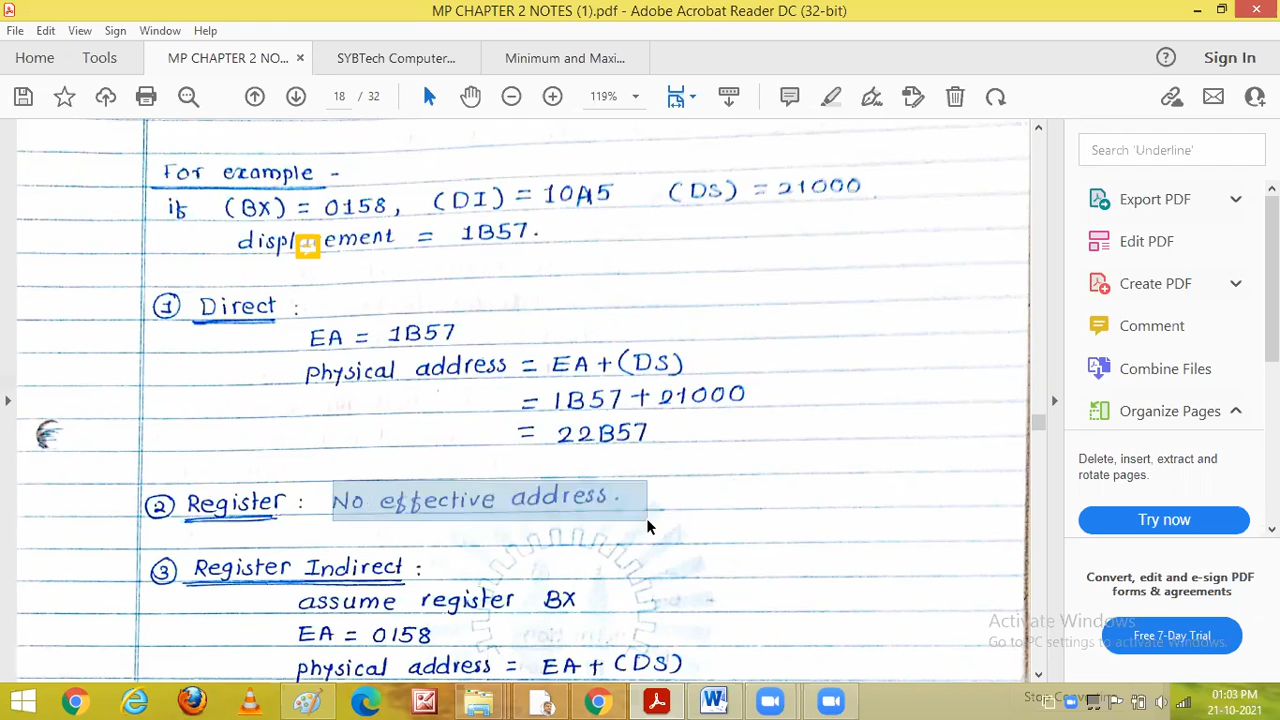 MP CHAPTER 2 NOTES (1).pdf - Adobe Acrobat Reader DC (32-bit)
File Edit View Sign Window Help
Home Tools MP CHAPTER 2 NO... × SYBTech Computer... Minimum and Maxi... Sign In
18 / 32 119%
For example -
if (BX) = 0158, (DI) = 10A5 (DS) = 21000
displacement = 1B57.
① Direct :
EA = 1B57
physical address = EA + (DS)
= 1B57 + 21000
= 22B57
② Register : No effective address.
③ Register Indirect :
assume register BX
EA = 0158
physical address = EA + (DS)
Search 'Underline'
Export PDF
Edit PDF
Create PDF
Comment
Combine Files
Organize Pages
Delete, insert, extract and
rotate pages.
Try now
Convert, edit and e-sign PDF
forms & agreements
Free 7-Day Trial
Activate Windows
Go to PC settings to activate Windows.
01:03 PM
21-10-2021